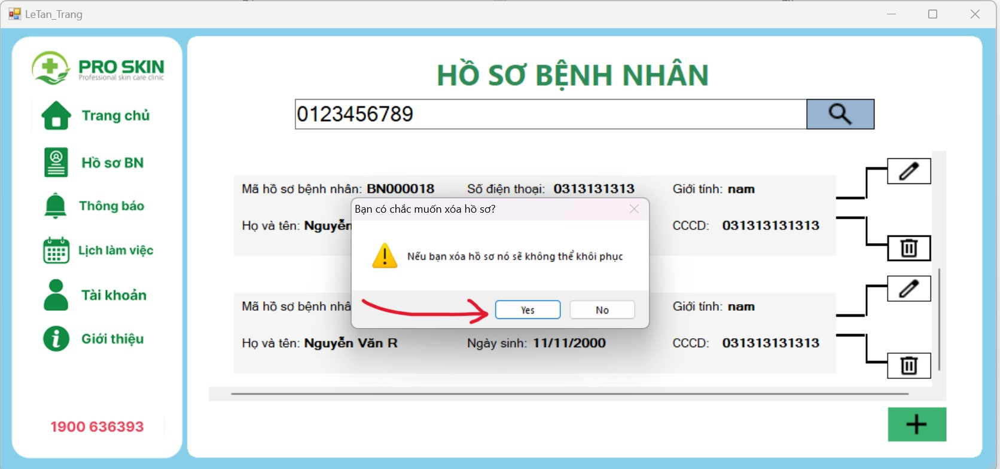 LeTan_Trang
PRO SKIN
Professional skin care clinic
Trang chủ
Hồ sơ BN
Thông báo
Lịch làm việc
Tài khoản
Giới thiệu
1900 636393
HỒ SƠ BỆNH NHÂN
0123456789
Mã hồ sơ bệnh nhân: BN000018 Số điện thoại: 0313131313 Giới tính: nam
Họ và tên: Nguyễn CCCD: 031313131313
Bạn có chắc muốn xóa hồ sơ?
Nếu bạn xóa hồ sơ nó sẽ không thể khôi phục
Yes No
Mã hồ sơ bệnh nhâ Giới tính: nam
Họ và tên: Nguyễn Văn R Ngày sinh: 11/11/2000 CCCD: 031313131313